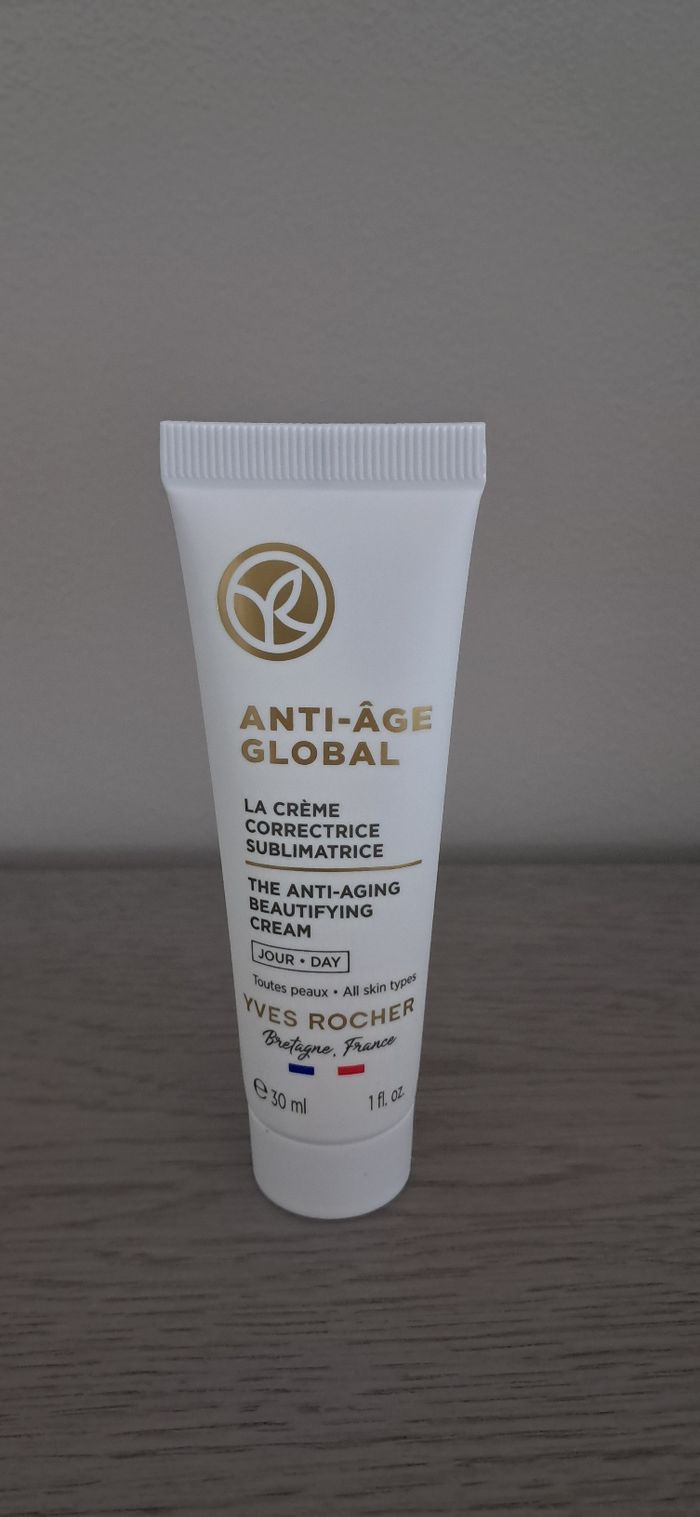 ANTI-ÂGE
GLOBAL
LA CRÈME
CORRECTRICE
SUBLIMATRICE
THE ANTI-AGING
BEAUTIFYING
CREAM
JOUR • DAY
Toutes peaux • All skin types
YVES ROCHER
Bretagne, France
℮ 30 ml 1 fl. oz.